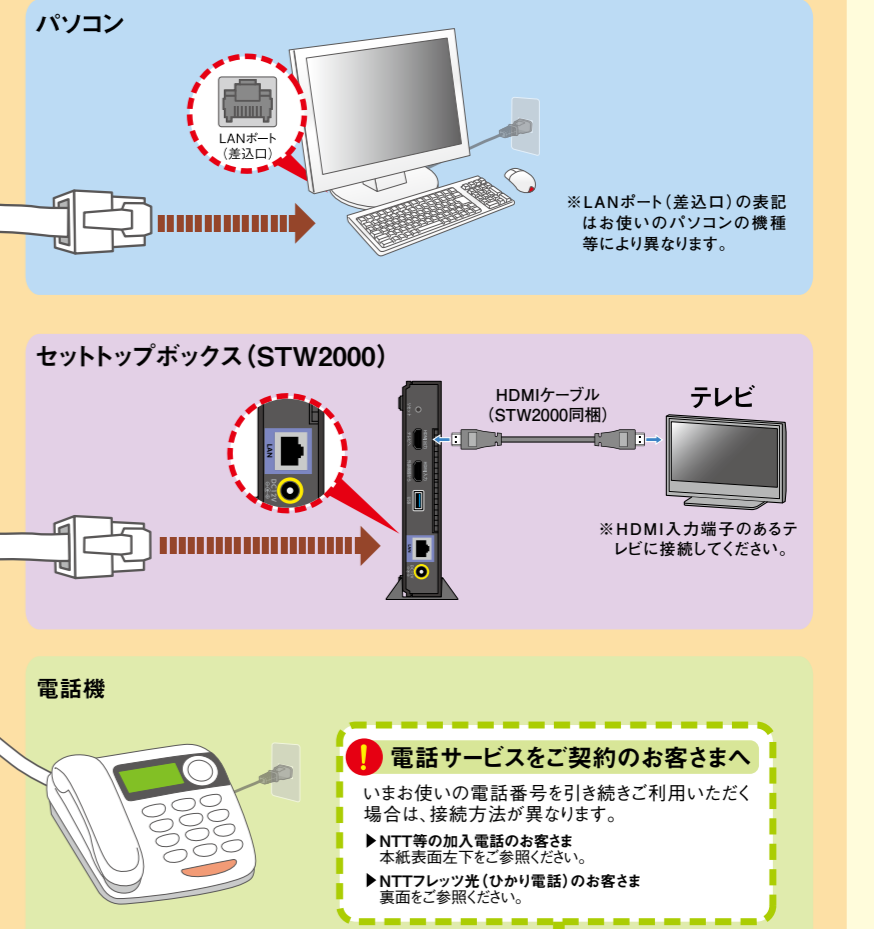 パソコン
LANポート
(差込口)
※LANポート(差込口)の表記
はお使いのパソコンの機種
等により異なります。
セットトップボックス(STW2000)
HDMIケーブル
(STW2000同梱)
テレビ
LAN
DC12V
LAN
※HDMI入力端子のあるテ
レビに接続してください。
電話機
! 電話サービスをご契約のお客さまへ
いまお使いの電話番号を引き続きご利用いただく
場合は、接続方法が異なります。
▶NTT等の加入電話のお客さま
本紙表面左下をご参照ください。
▶NTTフレッツ光(ひかり電話)のお客さま
裏面をご参照ください。